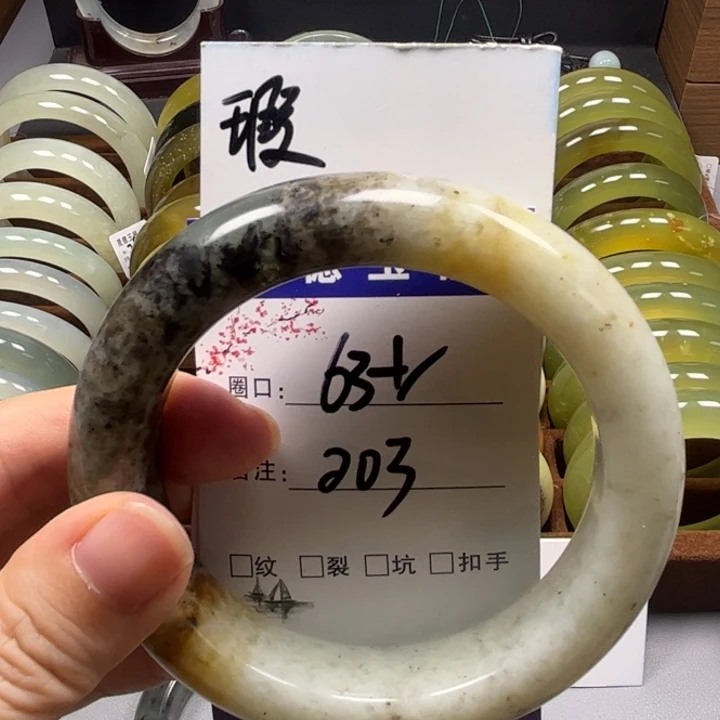 瑕
圈口: 63+
注: 203
□纹 □裂 □坑 □扣手